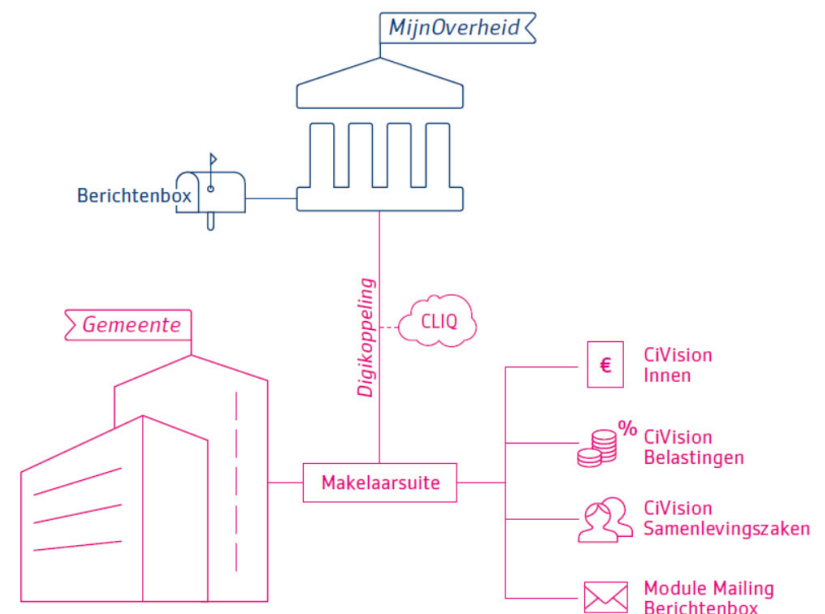 MijnOverheid
Berichtenbox
Digikoppeling
CLIQ
Gemeente
Makelaarsuite
€
CiVision
Innen
%
CiVision
Belastingen
CiVision
Samenlevingszaken
Module Mailing
Berichtenbox